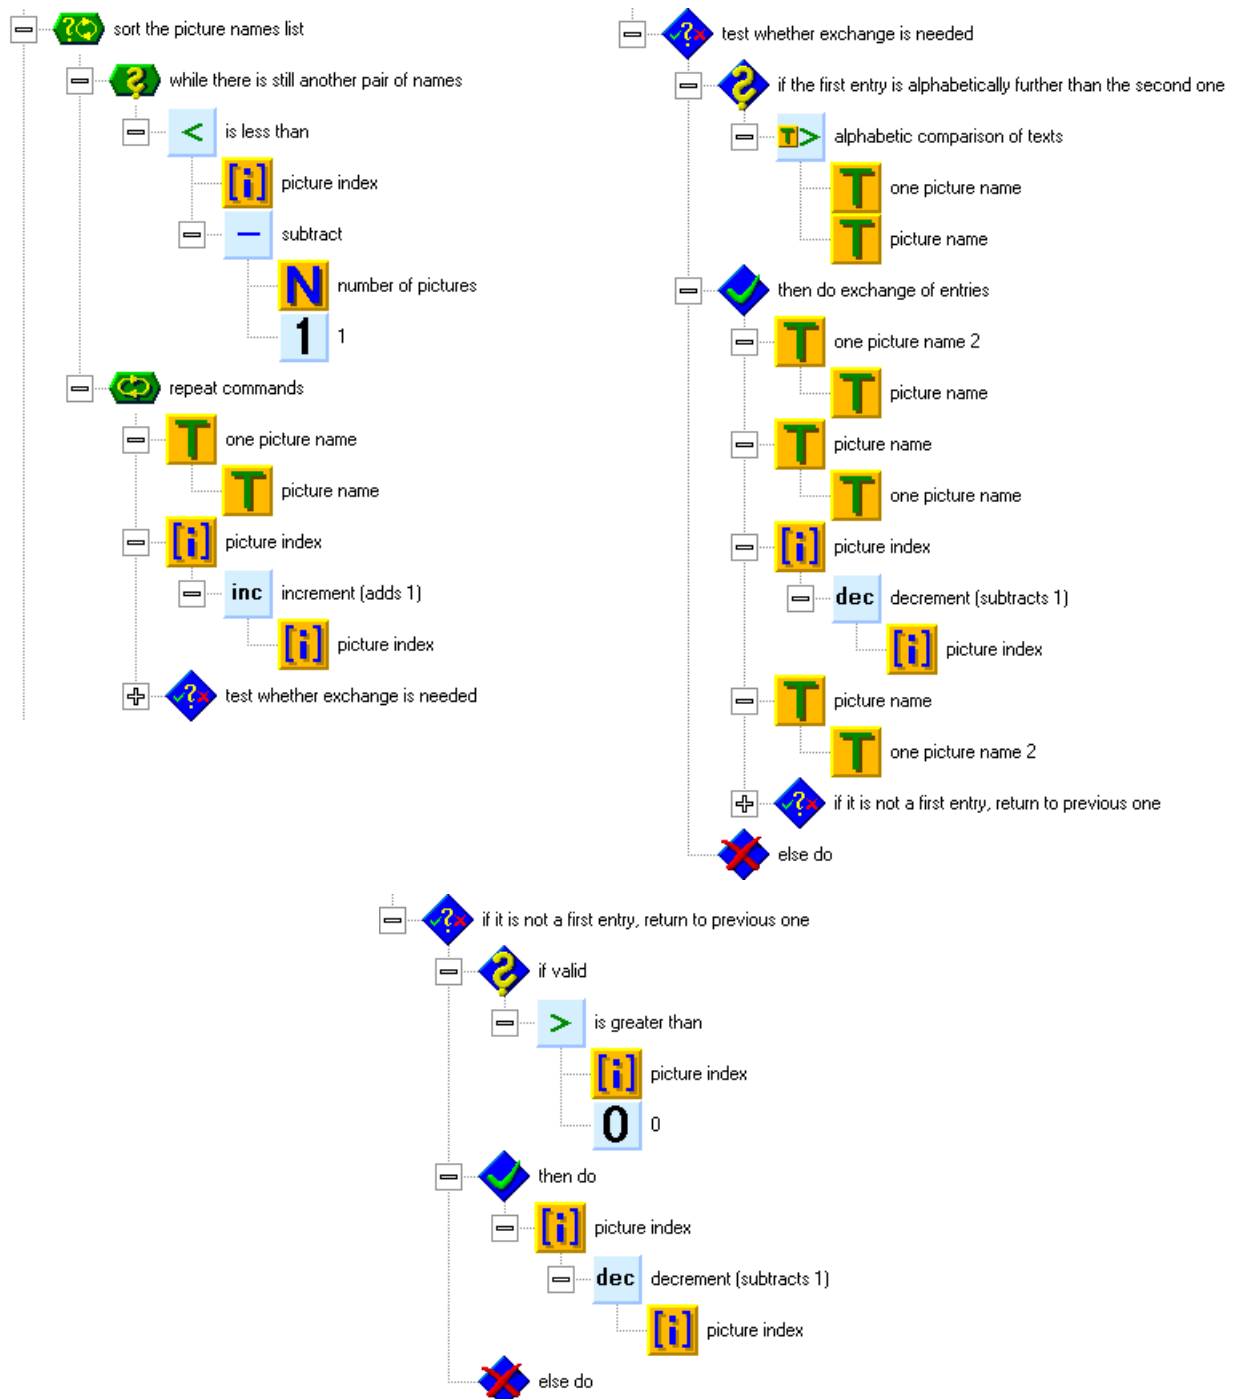 sort the picture names list
while there is still another pair of names
< is less than
[i] picture index
− subtract
N number of pictures
1 1
repeat commands
T one picture name
T picture name
[i] picture index
inc increment (adds 1)
[i] picture index
? test whether exchange is needed
? test whether exchange is needed
? if the first entry is alphabetically further than the second one
T> alphabetic comparison of texts
T one picture name
T picture name
then do exchange of entries
T one picture name 2
T picture name
T picture name
T one picture name
[i] picture index
dec decrement (subtracts 1)
[i] picture index
T picture name
T one picture name 2
? if it is not a first entry, return to previous one
else do
? if it is not a first entry, return to previous one
? if valid
> is greater than
[i] picture index
0 0
then do
[i] picture index
dec decrement (subtracts 1)
[i] picture index
else do